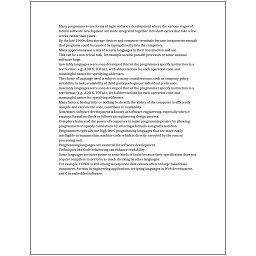 Many programmers use forms of Agile software development where the various stages of
formal software development are more integrated together into short cycles that take a few
weeks rather than years.
By the late 1960s, data storage devices and computer terminals became inexpensive enough
that programs could be created by typing directly into the computers.
Many applications use a mix of several languages in their construction and use.
This can be a non-trivial task, for example as with parallel processes or some unusual
software bugs.
Assembly languages were soon developed that let the programmer specify instruction in a
text format (e.g., ADD X, TOTAL), with abbreviations for each operation code and
meaningful names for specifying addresses.
The choice of language used is subject to many considerations, such as company policy,
suitability to task, availability of third-party packages, or individual preference.
Assembly languages were soon developed that let the programmer specify instruction in a
text format (e.g., ADD X, TOTAL), with abbreviations for each operation code and
meaningful names for specifying addresses.
Many factors, having little or nothing to do with the ability of the computer to efficiently
compile and execute the code, contribute to readability.
Normal software development is known as software engineering, especially when it
employs formal methods or follows an engineering design process.
Compilers harnessed the power of computers to make programming easier by allowing
programmers to specify calculations by entering a formula using infix notation.
Programmers typically use high-level programming languages that are more easily
intelligible to humans than machine code, which is directly executed by the central
processing unit.
Programming languages are essential for software development.
Techniques like Code refactoring can enhance readability.
Some languages are more prone to some kinds of faults because their specification does not
require compilers to perform as much checking as other languages.
For example, COBOL is still strong in corporate data centers often on large mainframe
computers, Fortran in engineering applications, scripting languages in Web development,
and C in embedded software.